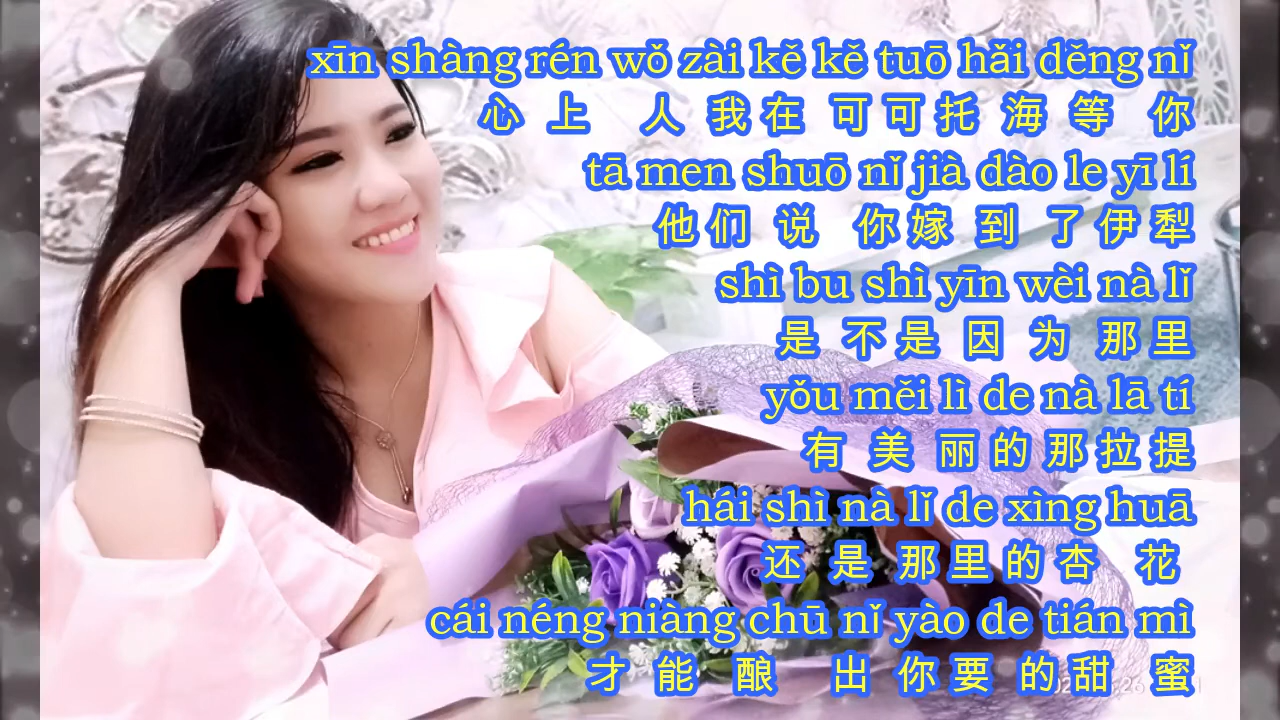 xīn shàng rén wǒ zài kě kě tuō hǎi děng nǐ
心 上 人 我 在 可 可 托 海 等 你
tā men shuō nǐ jià dào le yī lí
他 们 说 你 嫁 到 了 伊 犁
shì bu shì yīn wèi nà lǐ
是 不 是 因 为 那 里
yǒu měi lì de nà lā tí
有 美 丽 的 那 拉 提
hái shì nà lǐ de xìng huā
还 是 那 里 的 杏 花
cái néng niàng chū nǐ yào de tián mì
才 能 酿 出 你 要 的 甜 蜜